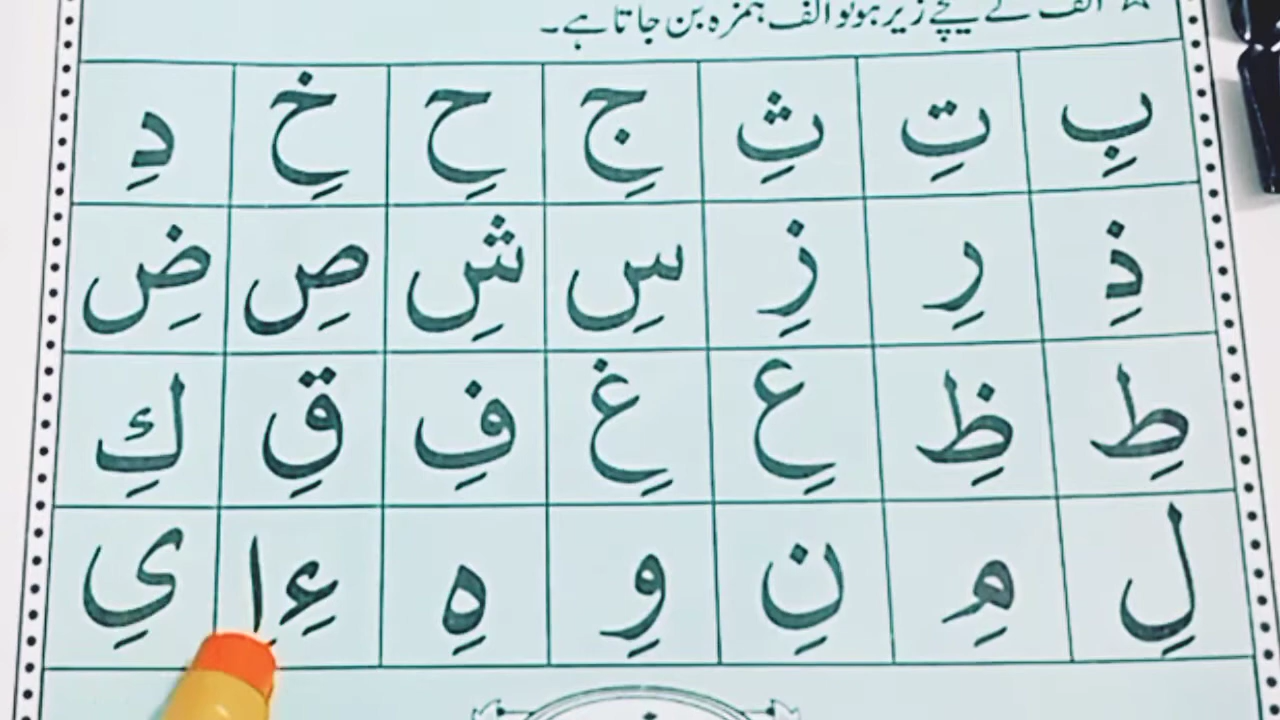 ☆ الف کے نیچے زیر ہو تو الف ہمزہ بن جاتا ہے۔
بِ تِ ثِ جِ حِ خِ دِ
ذِ رِ زِ سِ شِ صِ ضِ
طِ ظِ عِ غِ فِ قِ كِ
لِ مِ نِ وِ هِ ءِ اِ یِ